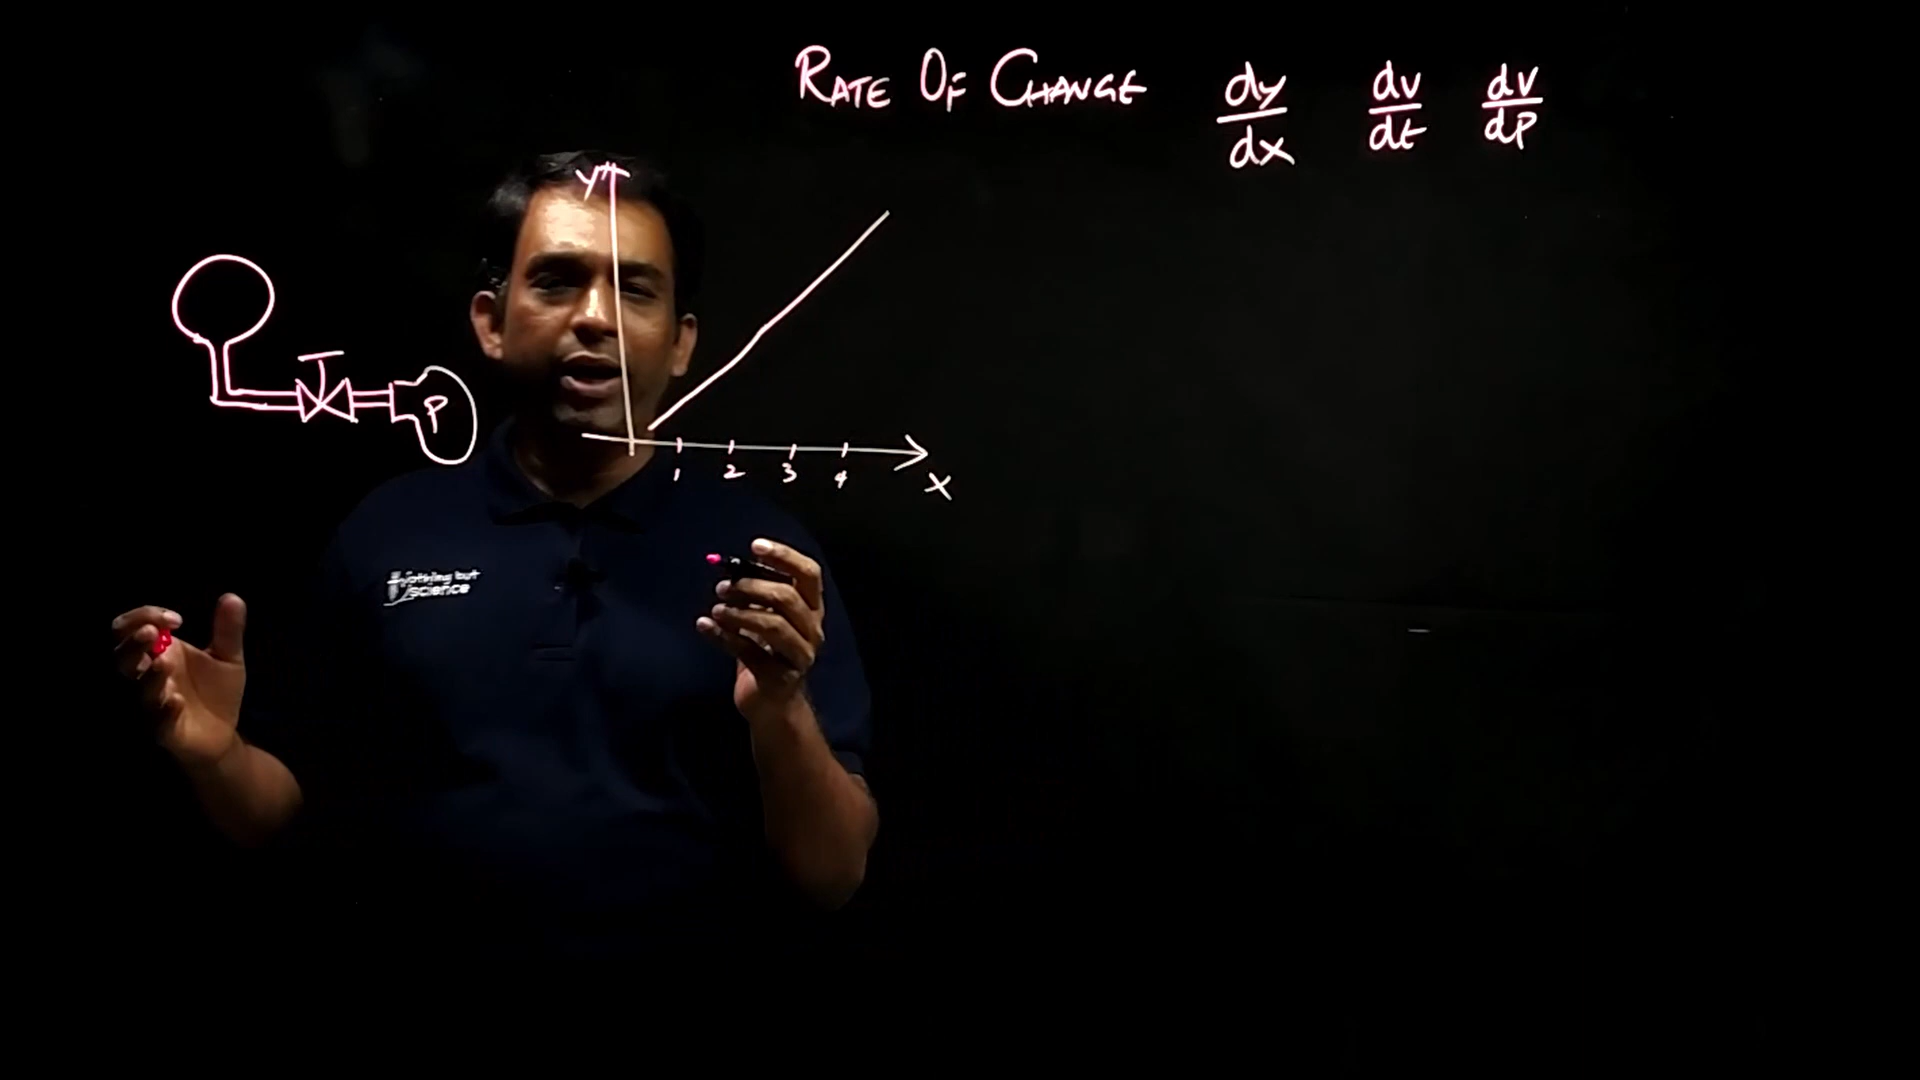 RATE OF CHANGE dy/dx dv/dt dv/dP
y
P
1 2 3 4
x
nothing but
science